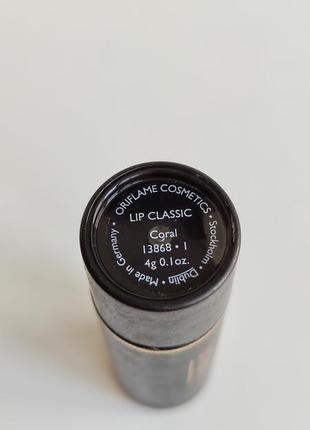 ORIFLAME COSMETICS • Stockholm • Dublin • Made in Germany •
LIP CLASSIC
Coral
13868 • 1
4g 0.1oz.